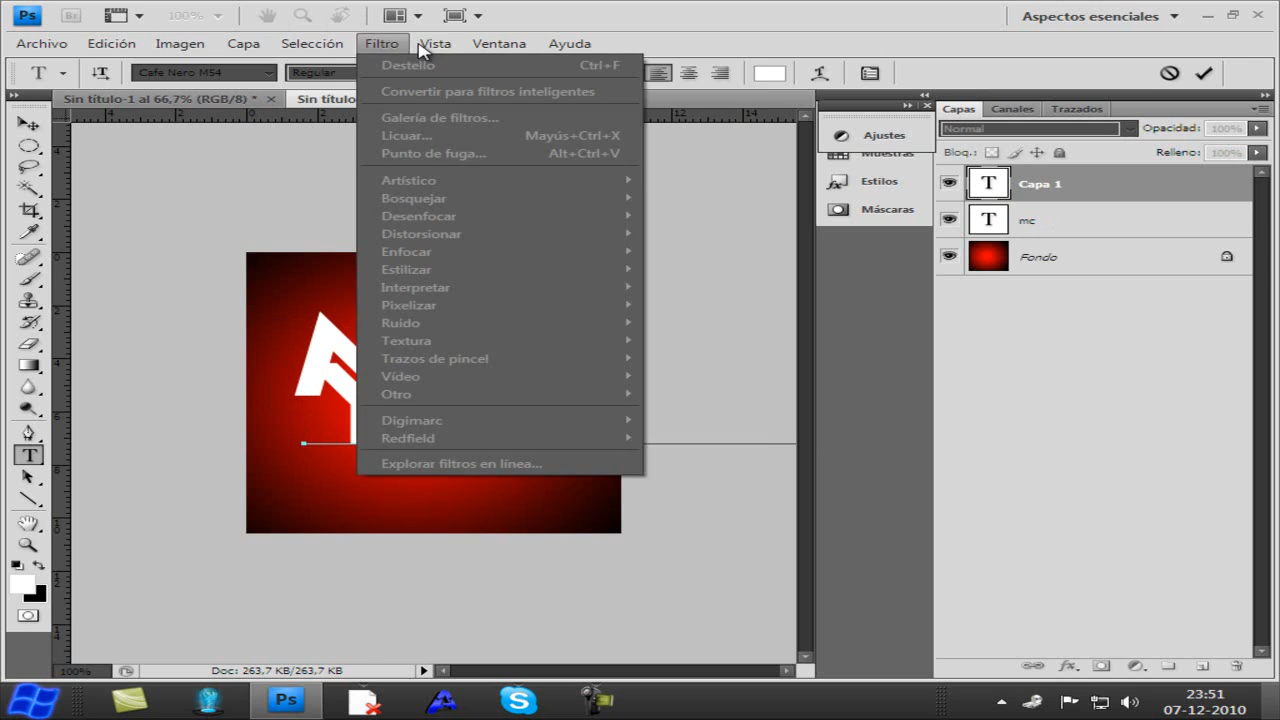 Ps Br 100% Aspectos esenciales
Archivo Edición Imagen Capa Selección Filtro Vista Ventana Ayuda
T Cafe Nero M54 Regular
Sin título-1 al 66,7% (RGB/8) * × Sin título
Destello Ctrl+F
Convertir para filtros inteligentes
Galería de filtros...
Licuar... Mayús+Ctrl+X
Punto de fuga... Alt+Ctrl+V
Artístico
Bosquejar
Desenfocar
Distorsionar
Enfocar
Estilizar
Interpretar
Pixelizar
Ruido
Textura
Trazos de pincel
Vídeo
Otro
Digimarc
Redfield
Explorar filtros en línea...
Ajustes
Muestras
Estilos
Máscaras
Capas Canales Trazados
Normal Opacidad: 100%
Bloq.: Relleno: 100%
T Capa 1
T mc
Fondo
100% Doc: 263,7 KB/263,7 KB
Ps
23:51
07-12-2010